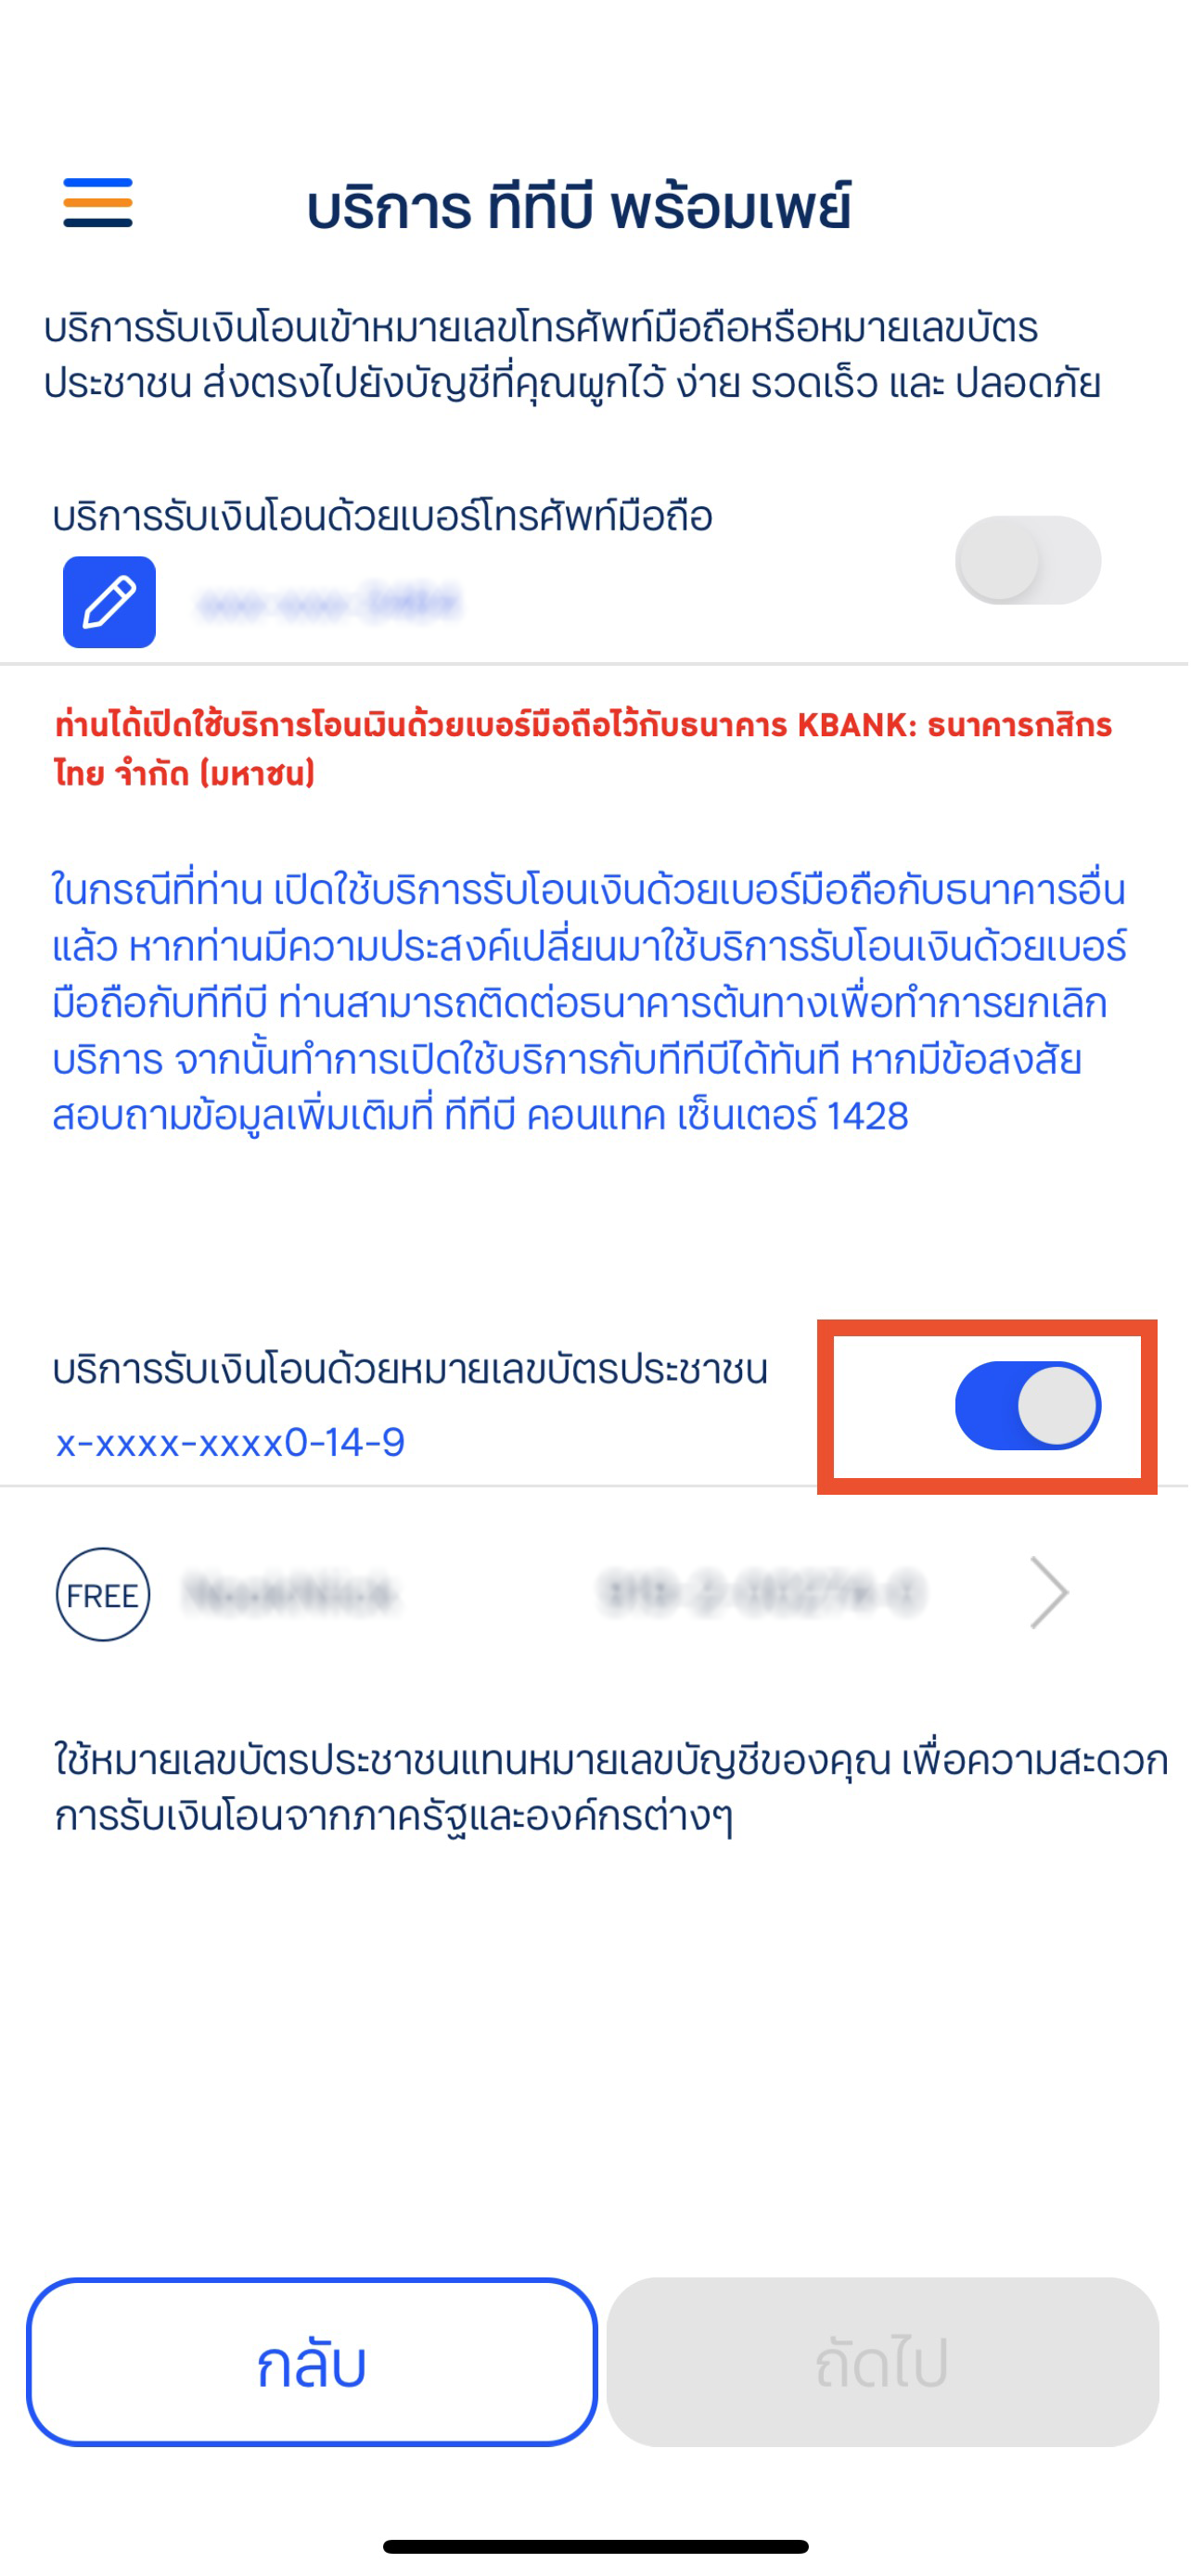 บริการ ทีทีบี พร้อมเพย์
บริการรับเงินโอนเข้าหมายเลขโทรศัพท์มือถือหรือหมายเลขบัตร
ประชาชน ส่งตรงไปยังบัญชีที่คุณผูกไว้ ง่าย รวดเร็ว และ ปลอดภัย
บริการรับเงินโอนด้วยเบอร์โทรศัพท์มือถือ
ท่านได้เปิดใช้บริการโอนเงินด้วยเบอร์มือถือไว้กับธนาคาร KBANK: ธนาคารกสิกร
ไทย จำกัด (มหาชน)
ในกรณีที่ท่าน เปิดใช้บริการรับโอนเงินด้วยเบอร์มือถือกับธนาคารอื่น
แล้ว หากท่านมีความประสงค์เปลี่ยนมาใช้บริการรับโอนเงินด้วยเบอร์
มือถือกับทีทีบี ท่านสามารถติดต่อธนาคารต้นทางเพื่อทำการยกเลิก
บริการ จากนั้นทำการเปิดใช้บริการกับทีทีบีได้ทันที หากมีข้อสงสัย
สอบถามข้อมูลเพิ่มเติมที่ ทีทีบี คอนแทค เซ็นเตอร์ 1428
บริการรับเงินโอนด้วยหมายเลขบัตรประชาชน
x-xxxx-xxxx0-14-9
FREE
ใช้หมายเลขบัตรประชาชนแทนหมายเลขบัญชีของคุณ เพื่อความสะดวก
การรับเงินโอนจากภาครัฐและองค์กรต่างๆ
กลับ
ถัดไป